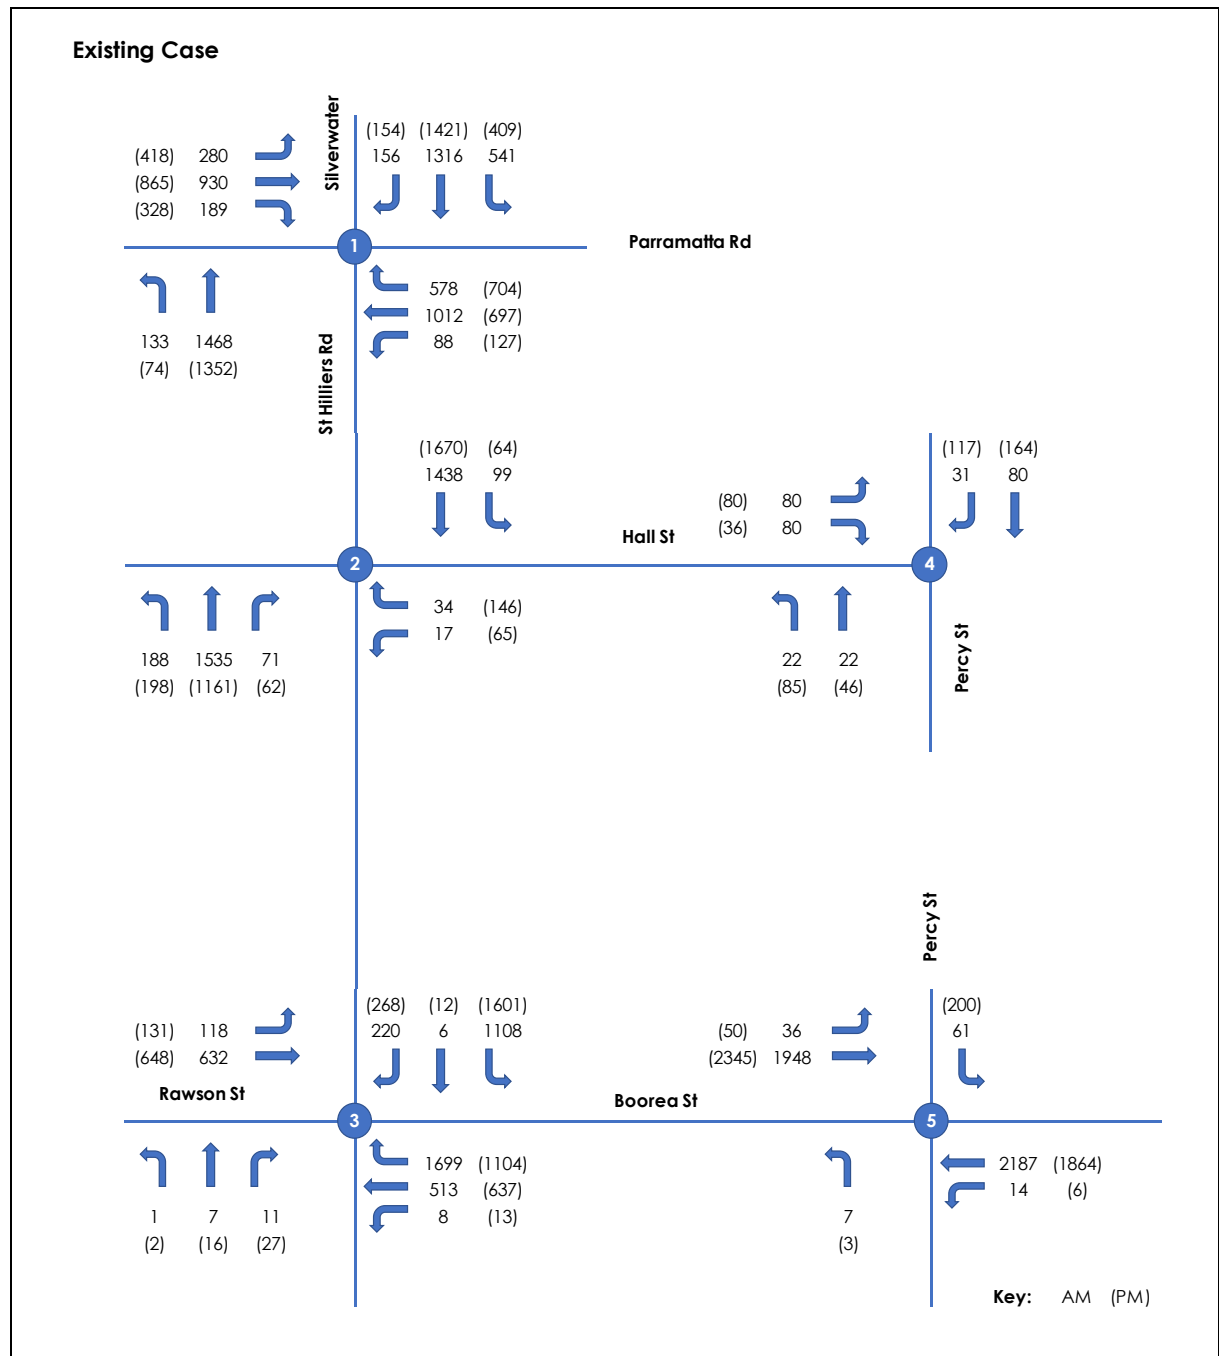 Existing Case
Silverwater
(154) (1421) (409)
156 1316 541
(418) 280
(865) 930
(328) 189
1
Parramatta Rd
578 (704)
1012 (697)
88 (127)
133 1468
(74) (1352)
St Hilliers Rd
(1670) (64)
1438 99
(117) (164)
31 80
(80) 80
(36) 80
Hall St
2
4
34 (146)
17 (65)
188 1535 71
(198) (1161) (62)
22 22
(85) (46)
Percy St
Percy St
(268) (12) (1601)
220 6 1108
(131) 118
(648) 632
(200)
61
(50) 36
(2345) 1948
Rawson St
Boorea St
3
5
1699 (1104)
513 (637)
8 (13)
2187 (1864)
14 (6)
1 7 11
(2) (16) (27)
7
(3)
Key: AM (PM)